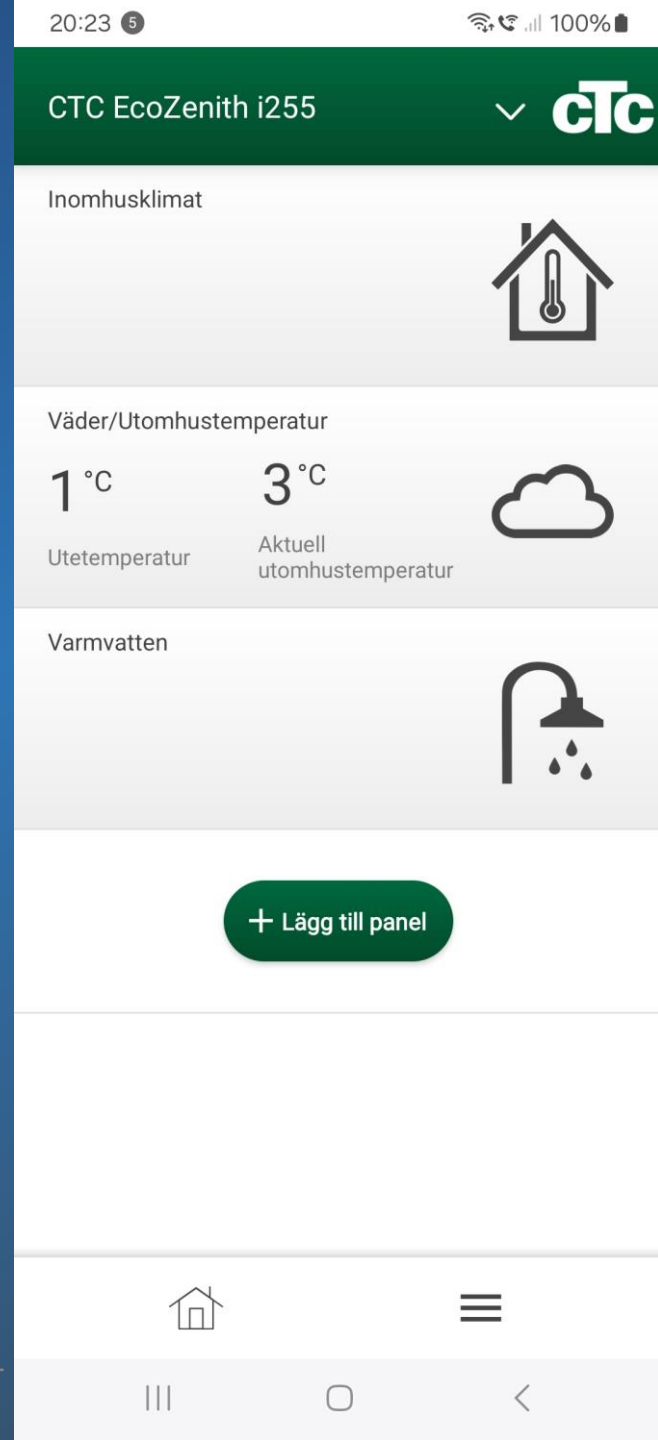 20:23 5 100%
CTC EcoZenith i255 cTc
Inomhusklimat
Väder/Utomhustemperatur
1 °C 3 °C
Utetemperatur Aktuell
utomhustemperatur
Varmvatten
+ Lägg till panel